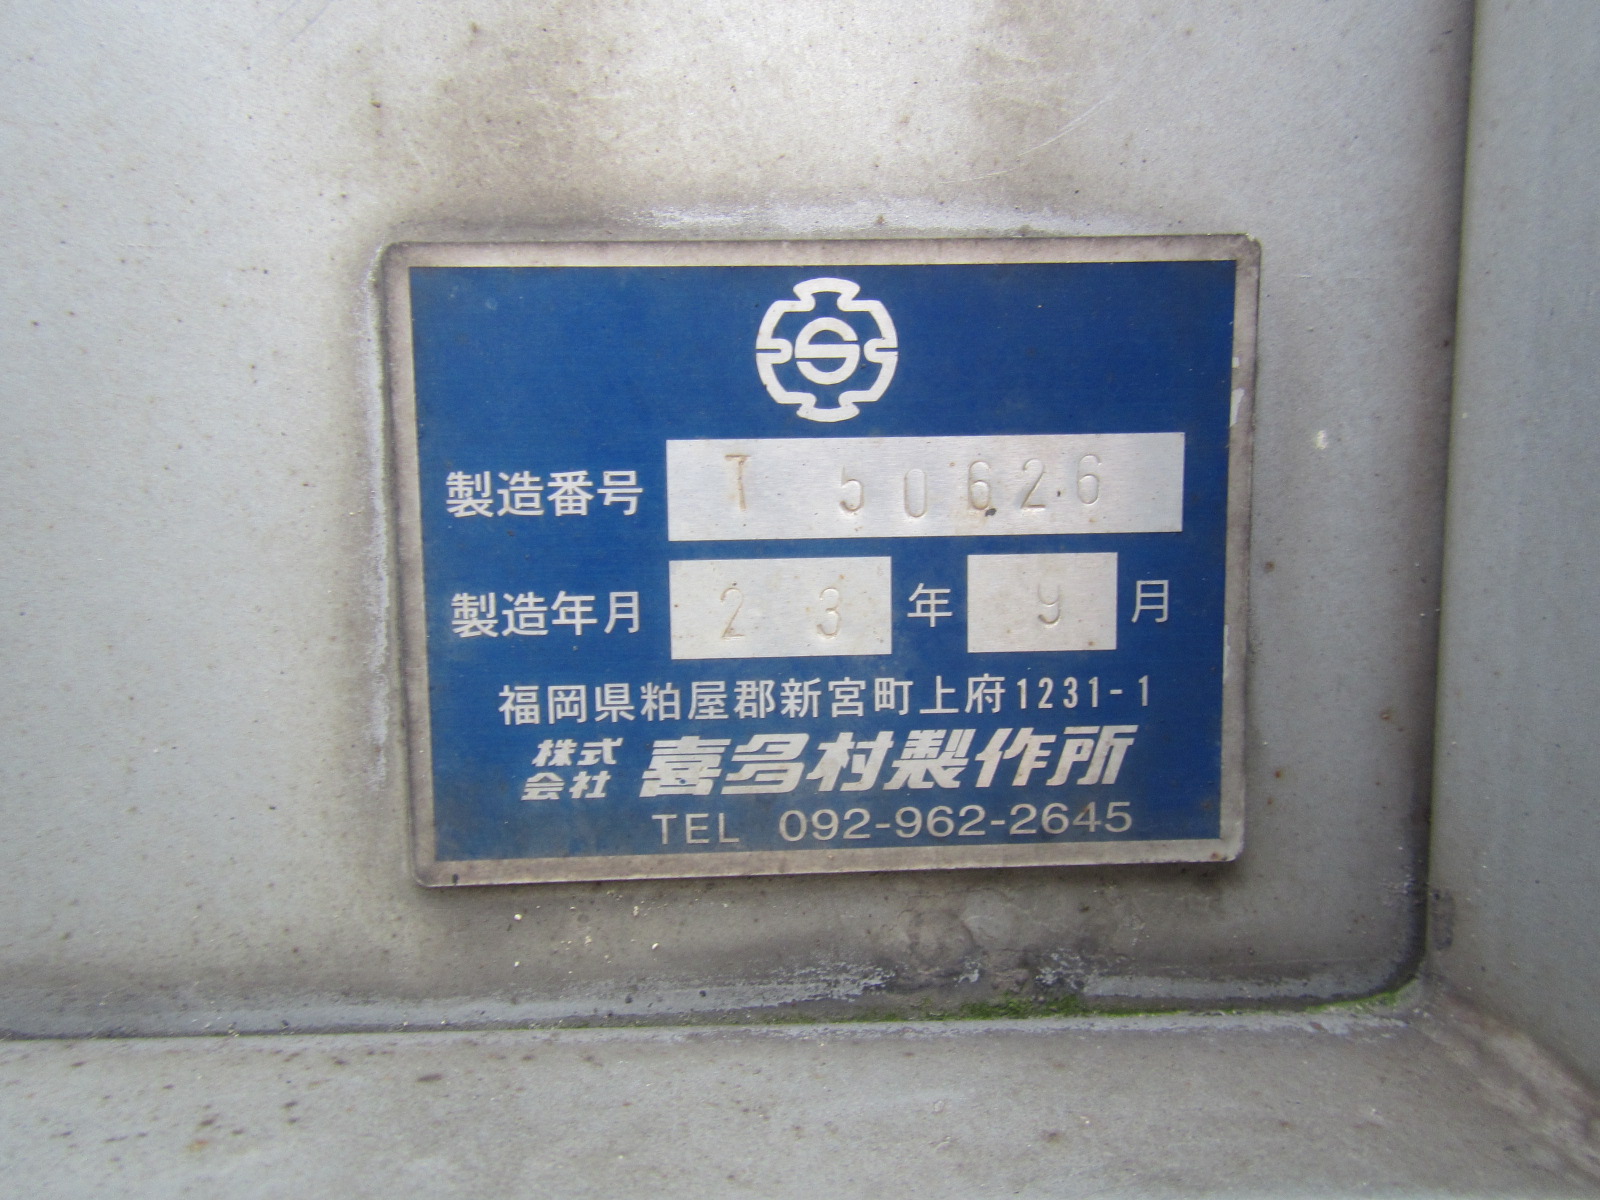 S
製造番号 T 50626
製造年月 23年 9月
福岡県粕屋郡新宮町上府1231-1
株式会社 喜多村製作所
TEL 092-962-2645